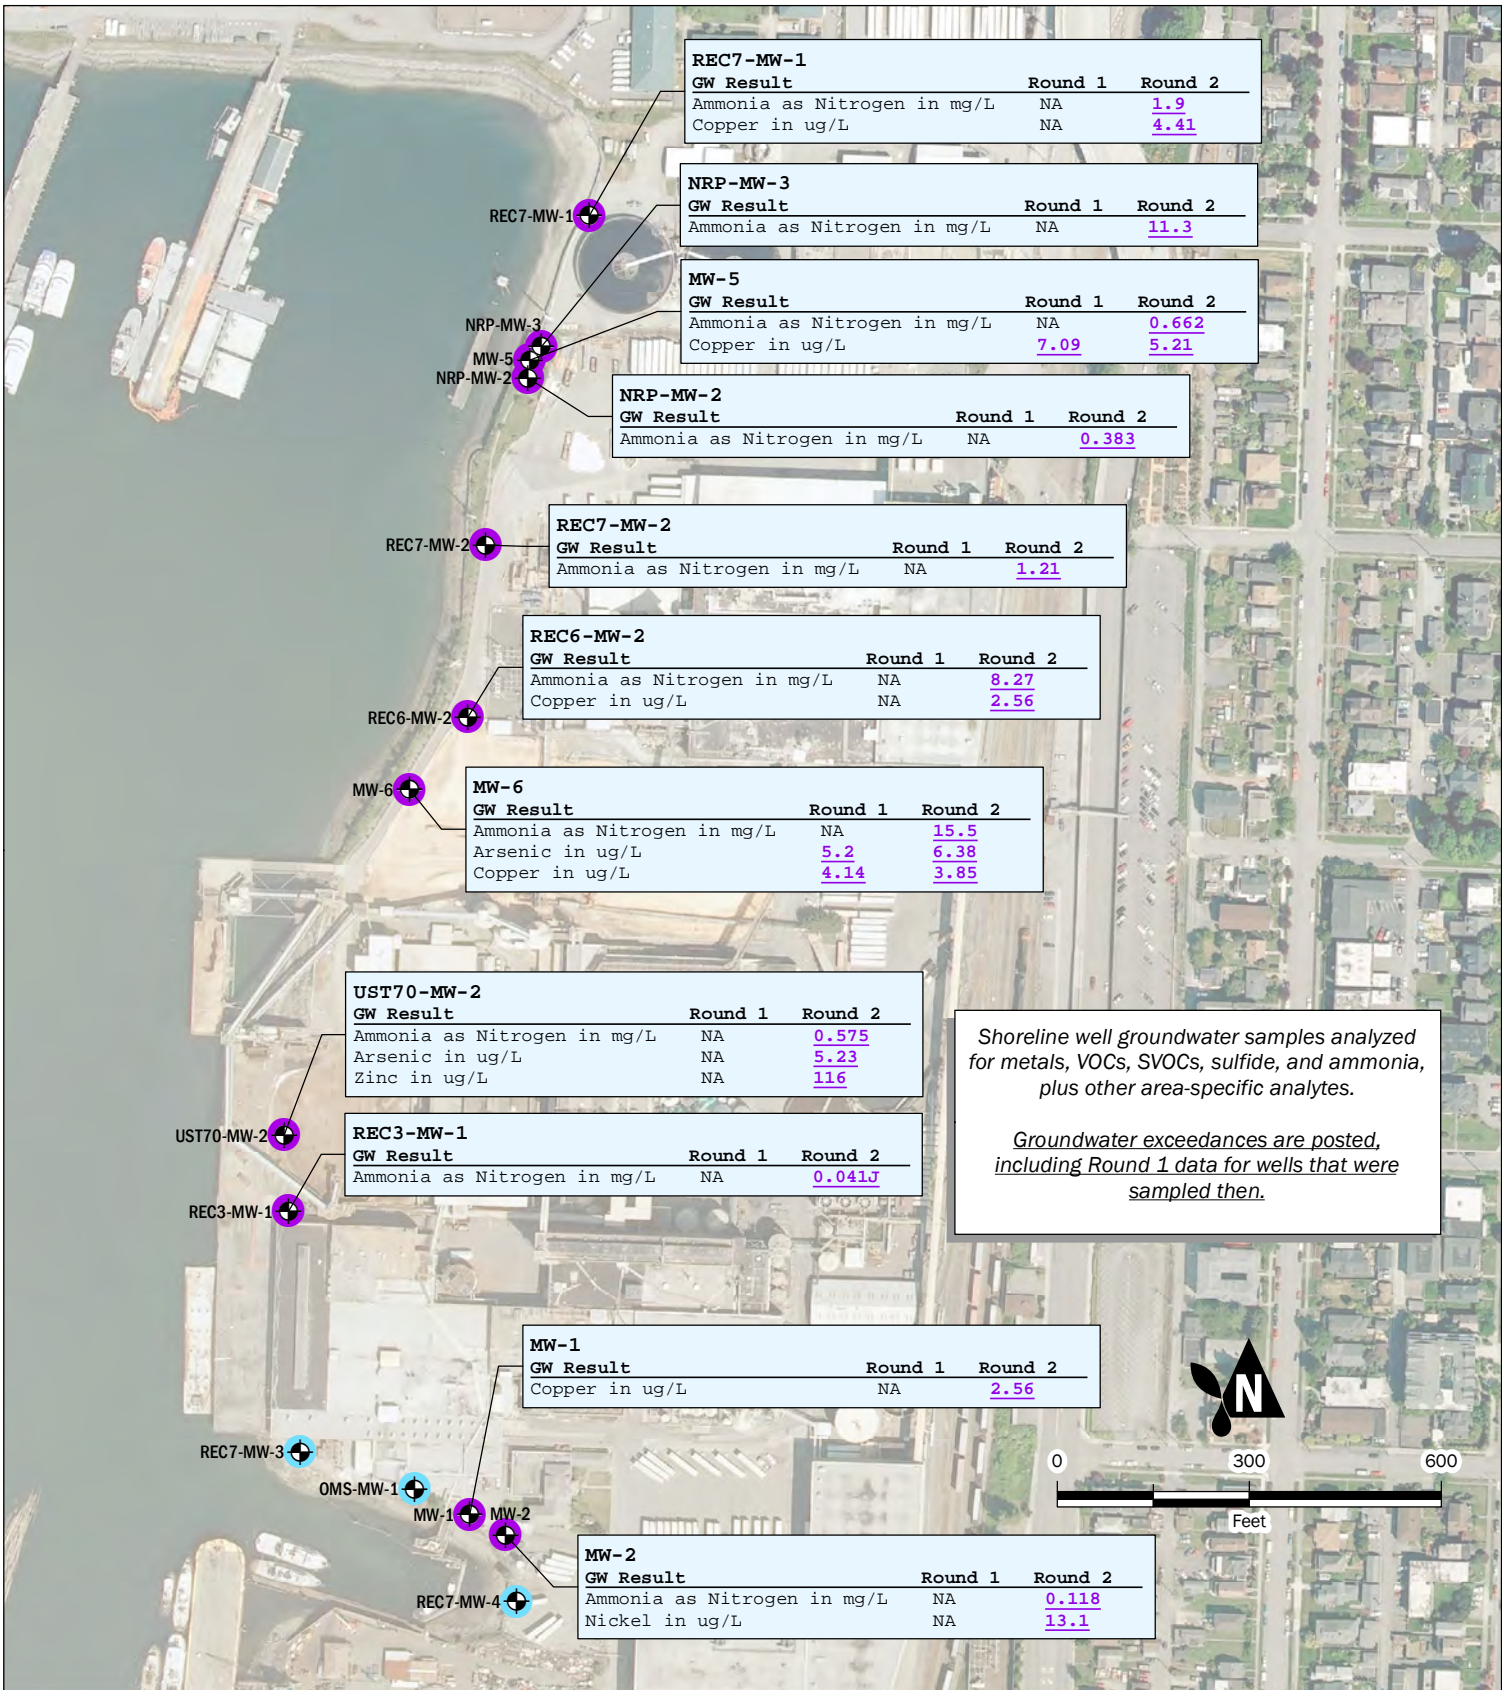 REC7-MW-1
GW Result Round 1 Round 2
Ammonia as Nitrogen in mg/L NA 1.9
Copper in ug/L NA 4.41
REC7-MW-1
NRP-MW-3
GW Result Round 1 Round 2
Ammonia as Nitrogen in mg/L NA 11.3
NRP-MW-3
MW-5
GW Result Round 1 Round 2
Ammonia as Nitrogen in mg/L NA 0.662
Copper in ug/L 7.09 5.21
MW-5
NRP-MW-2
NRP-MW-2
GW Result Round 1 Round 2
Ammonia as Nitrogen in mg/L NA 0.383
REC7-MW-2
REC7-MW-2
GW Result Round 1 Round 2
Ammonia as Nitrogen in mg/L NA 1.21
REC6-MW-2
GW Result Round 1 Round 2
Ammonia as Nitrogen in mg/L NA 8.27
Copper in ug/L NA 2.56
REC6-MW-2
MW-6
MW-6
GW Result Round 1 Round 2
Ammonia as Nitrogen in mg/L NA 15.5
Arsenic in ug/L 5.2 6.38
Copper in ug/L 4.14 3.85
UST70-MW-2
GW Result Round 1 Round 2
Ammonia as Nitrogen in mg/L NA 0.575
Arsenic in ug/L NA 5.23
Zinc in ug/L NA 116
Shoreline well groundwater samples analyzed
for metals, VOCs, SVOCs, sulfide, and ammonia,
plus other area-specific analytes.
Groundwater exceedances are posted,
including Round 1 data for wells that were
sampled then.
UST70-MW-2
REC3-MW-1
GW Result Round 1 Round 2
Ammonia as Nitrogen in mg/L NA 0.041J
REC3-MW-1
MW-1
GW Result Round 1 Round 2
Copper in ug/L NA 2.56
N
0 300 600
Feet
REC7-MW-3
OMS-MW-1
MW-1 MW-2
MW-2
GW Result Round 1 Round 2
Ammonia as Nitrogen in mg/L NA 0.118
Nickel in ug/L NA 13.1
REC7-MW-4